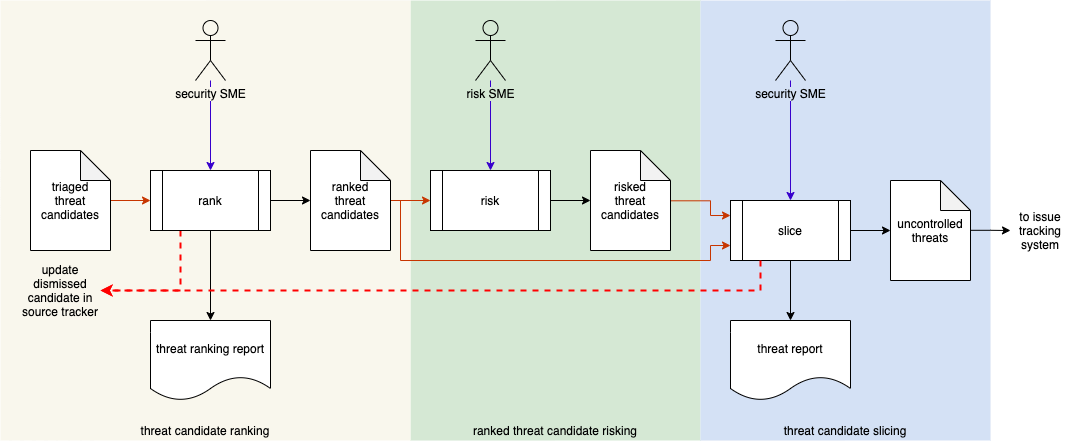 security SME
risk SME
security SME
triaged
threat
candidates
rank
ranked
threat
candidates
risk
risked
threat
candidates
slice
uncontrolled
threats
to issue
tracking
system
update
dismissed
candidate in
source tracker
threat ranking report
threat report
threat candidate ranking
ranked threat candidate risking
threat candidate slicing